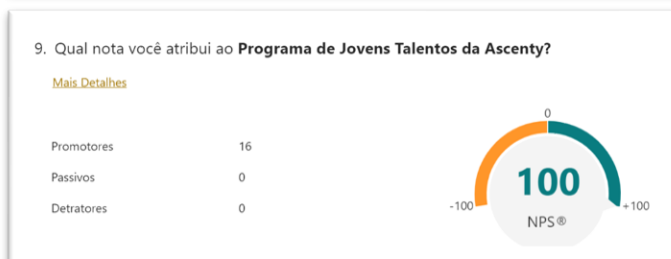 9. Qual nota você atribui ao Programa de Jovens Talentos da Ascenty?
Mais Detalhes
Promotores 16
Passivos 0
Detratores 0
0
-100
+100
100
NPS®